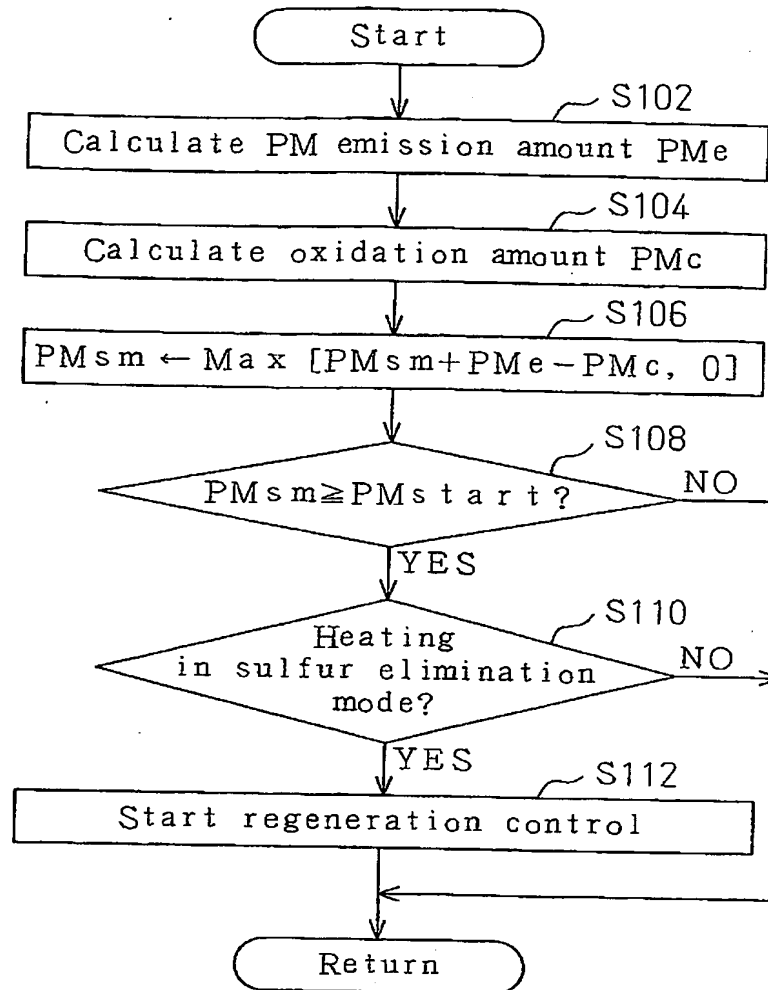 Start
S102
Calculate PM emission amount PMe
S104
Calculate oxidation amount PMc
S106
PMsm ← Max [PMsm+PMe-PMc, 0]
S108
PMsm≧PMstart?
NO
YES
S110
Heating
in sulfur elimination
mode?
NO
YES
S112
Start regeneration control
Return